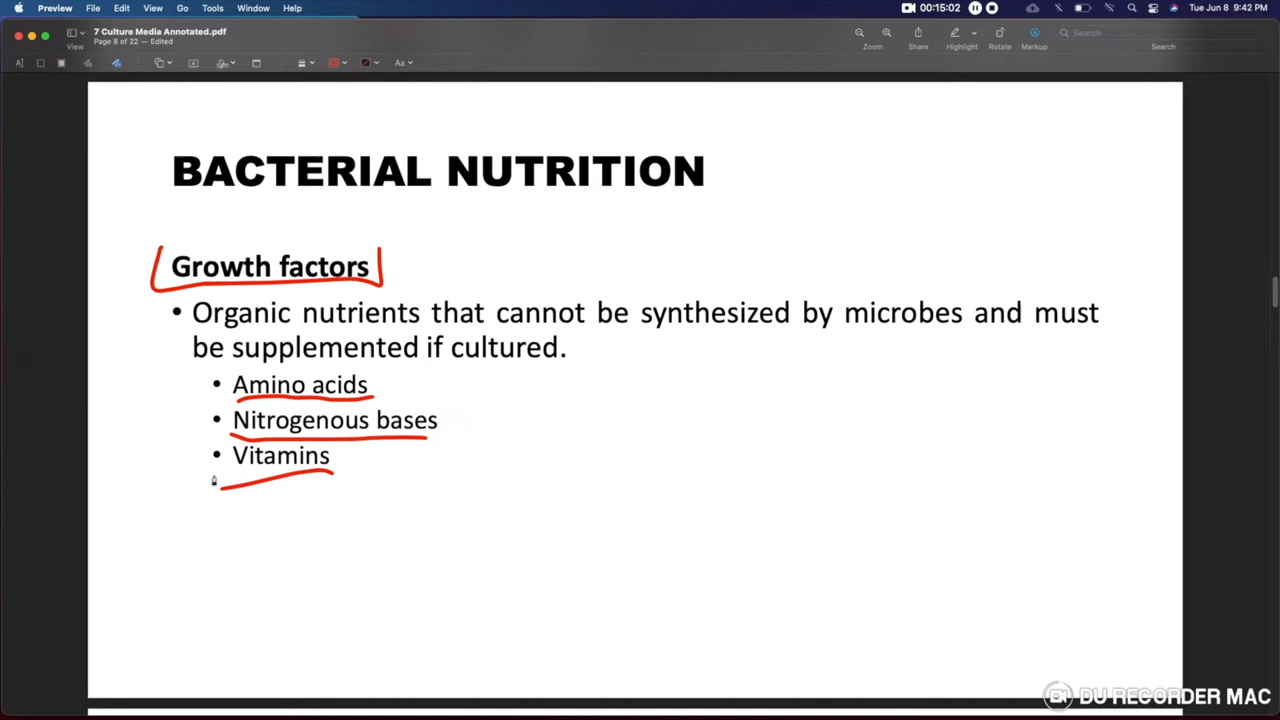 Preview File Edit View Go Tools Window Help 00:15:02 Tue Jun 8 9:42 PM
7 Culture Media Annotated.pdf
Page 8 of 22 — Edited
View Zoom Share Highlight Rotate Markup Search Search
Aa
BACTERIAL NUTRITION
Growth factors
• Organic nutrients that cannot be synthesized by microbes and must
be supplemented if cultured.
• Amino acids
• Nitrogenous bases
• Vitamins
DU RECORDER MAC